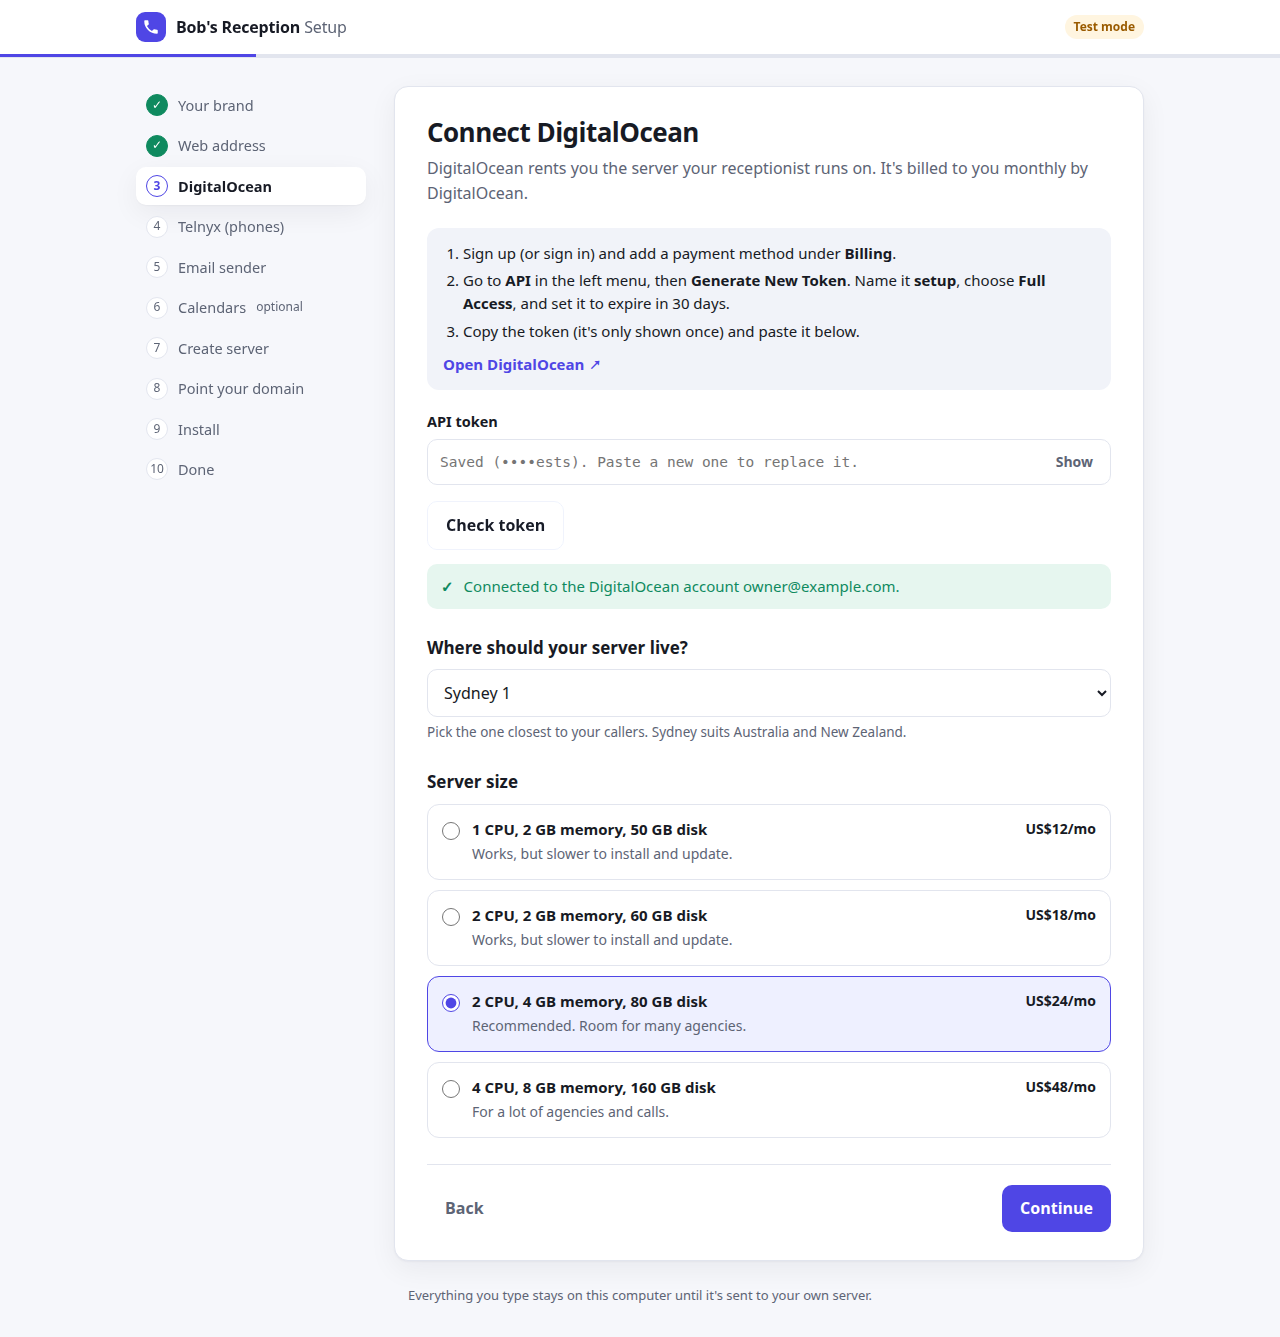 Bob's Reception Setup
Test mode
✓ Your brand
✓ Web address
3 DigitalOcean
4 Telnyx (phones)
5 Email sender
6 Calendars optional
7 Create server
8 Point your domain
9 Install
10 Done
Connect DigitalOcean
DigitalOcean rents you the server your receptionist runs on. It's billed to you monthly by
DigitalOcean.
1. Sign up (or sign in) and add a payment method under Billing.
2. Go to API in the left menu, then Generate New Token. Name it setup, choose Full
Access, and set it to expire in 30 days.
3. Copy the token (it's only shown once) and paste it below.
Open DigitalOcean ↗
API token
Saved (••••ests). Paste a new one to replace it.
Show
Check token
✓ Connected to the DigitalOcean account owner@example.com.
Where should your server live?
Sydney 1
Pick the one closest to your callers. Sydney suits Australia and New Zealand.
Server size
1 CPU, 2 GB memory, 50 GB disk
US$12/mo
Works, but slower to install and update.
2 CPU, 2 GB memory, 60 GB disk
US$18/mo
Works, but slower to install and update.
2 CPU, 4 GB memory, 80 GB disk
US$24/mo
Recommended. Room for many agencies.
4 CPU, 8 GB memory, 160 GB disk
US$48/mo
For a lot of agencies and calls.
Back
Continue
Everything you type stays on this computer until it's sent to your own server.